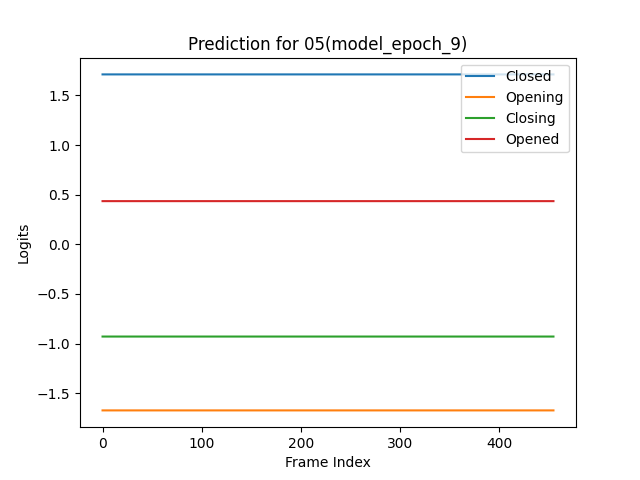 Prediction for 05(model_epoch_9)
Closed
Opening
Closing
Opened
1.5
1.0
0.5
0.0
−0.5
−1.0
−1.5
Logits
0 100 200 300 400
Frame Index